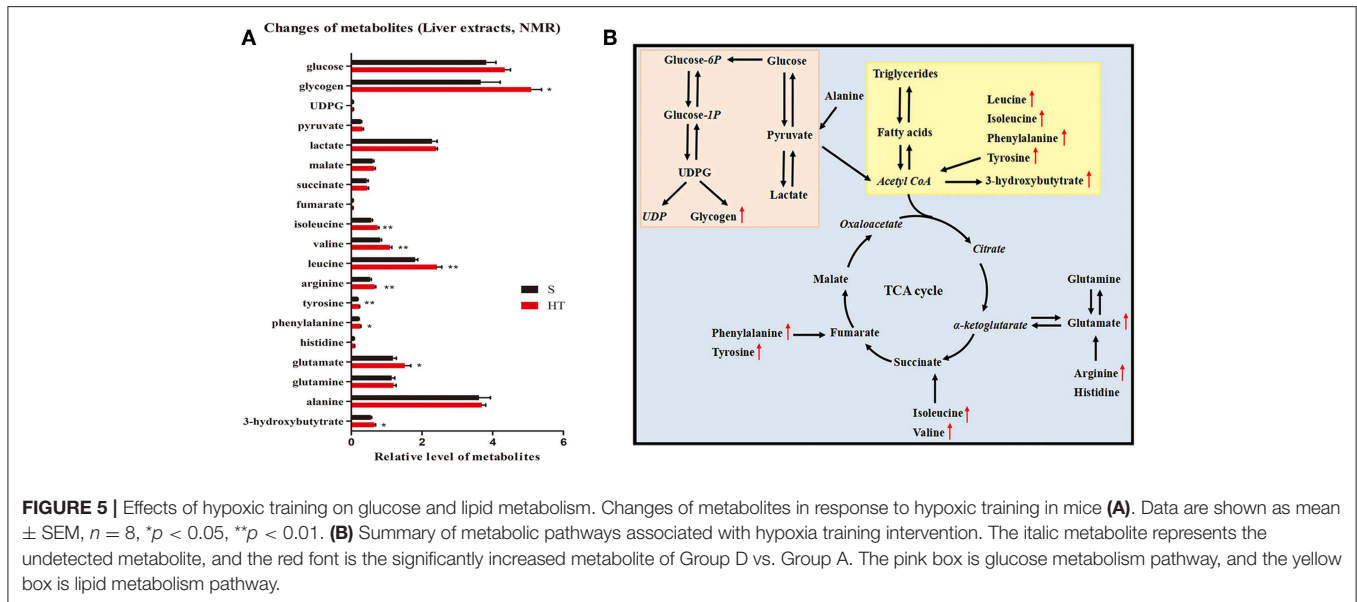 Changes of metabolites (Liver extracts, NMR)
A
glucose
glycogen
*
UDPG
pyruvate
lactate
malate
succinate
fumarate
isoleucine
**
valine
**
leucine
**
arginine
**
tyrosine
**
phenylalanine
*
histidine
glutamate
*
glutamine
alanine
3-hydroxybutytrate
*
S
HT
0 2 4 6
Relative level of metabolites
B
Glucose-6P
Glucose
Glucose-1P
Pyruvate
UDPG
Lactate
UDP
Glycogen
Alanine
Triglycerides
Fatty acids
Acetyl CoA
Leucine
Isoleucine
Phenylalanine
Tyrosine
3-hydroxybutytrate
Oxaloacetate
Citrate
Malate
TCA cycle
α-ketoglutarate
Fumarate
Succinate
Phenylalanine
Tyrosine
Isoleucine
Valine
Glutamine
Glutamate
Arginine
Histidine
FIGURE 5 | Effects of hypoxic training on glucose and lipid metabolism. Changes of metabolites in response to hypoxic training in mice (A). Data are shown as mean
± SEM, n = 8, *p < 0.05, **p < 0.01. (B) Summary of metabolic pathways associated with hypoxia training intervention. The italic metabolite represents the
undetected metabolite, and the red font is the significantly increased metabolite of Group D vs. Group A. The pink box is glucose metabolism pathway, and the yellow
box is lipid metabolism pathway.